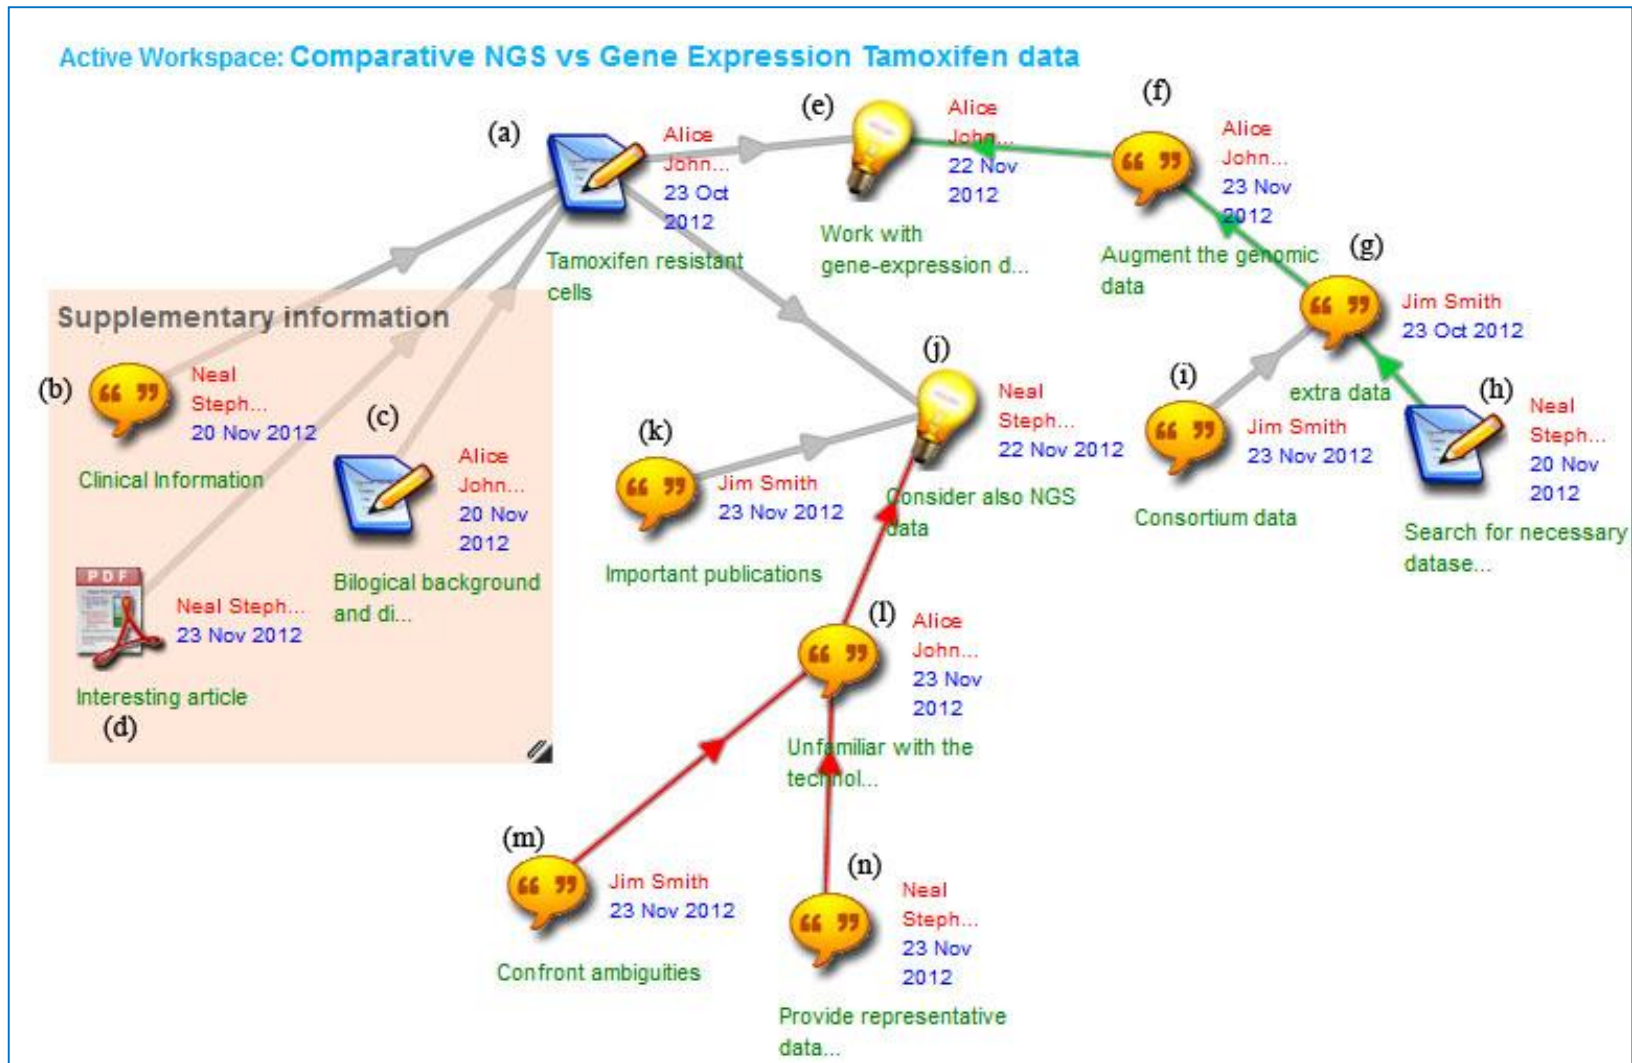 Active Workspace: Comparative NGS vs Gene Expression Tamoxifen data
(a)
Alice
John...
23 Oct
2012
Tamoxifen resistant
cells
(e)
Alice
John...
22 Nov
2012
Work with
gene-expression d...
(f)
Alice
John...
23 Nov
2012
Augment the genomic
data
(g)
Jim Smith
23 Oct 2012
extra data
Supplementary information
(b)
Neal
Steph...
20 Nov 2012
Clinical Information
(c)
Alice
John...
20 Nov
2012
Bilogical background
and di...
PDF
Neal Steph...
23 Nov 2012
Interesting article
(d)
(j)
Neal
Steph...
22 Nov 2012
Consider also NGS
data
(k)
Jim Smith
23 Nov 2012
Important publications
(i)
Jim Smith
23 Nov 2012
Consortium data
(h)
Neal
Steph...
20 Nov
2012
Search for necessary
datase...
(l)
Alice
John...
23 Nov
2012
Unfamiliar with the
technol...
(m)
Jim Smith
23 Nov 2012
Confront ambiguities
(n)
Neal
Steph...
23 Nov
2012
Provide representative
data...